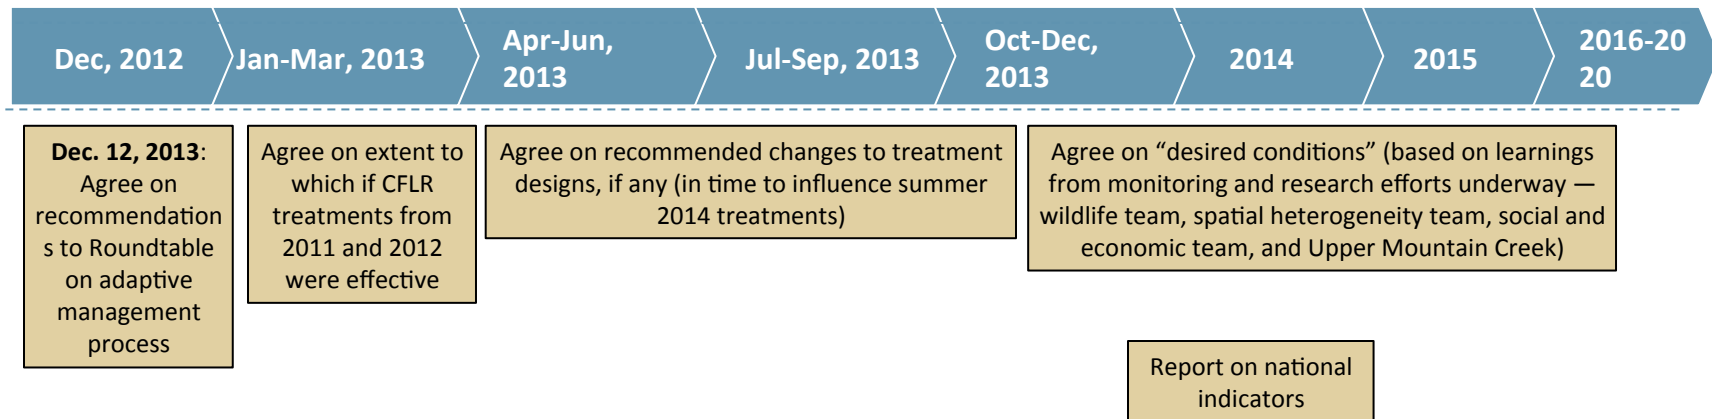 Dec, 2012
Jan-Mar, 2013
Apr-Jun,
2013
Jul-Sep, 2013
Oct-Dec,
2013
2014
2015
2016-20
20
Dec. 12, 2013:
Agree on
recommendation
s to Roundtable
on adaptive
management
process
Agree on extent to
which if CFLR
treatments from
2011 and 2012
were effective
Agree on recommended changes to treatment
designs, if any (in time to influence summer
2014 treatments)
Agree on “desired conditions” (based on learnings
from monitoring and research efforts underway —
wildlife team, spatial heterogeneity team, social and
economic team, and Upper Mountain Creek)
Report on national
indicators